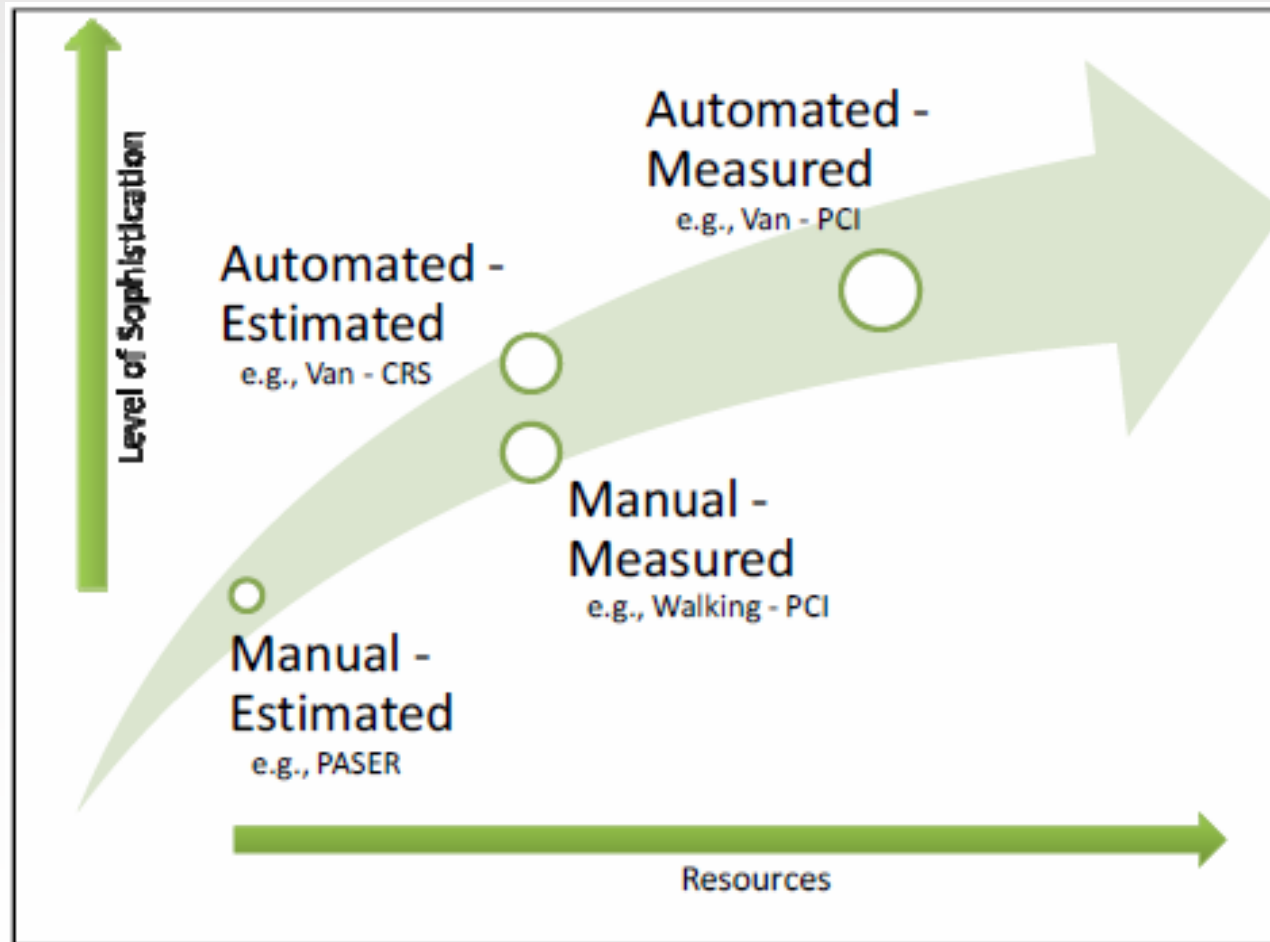 Level of Sophistication
Automated -
Measured
e.g., Van - PCI
Automated -
Estimated
e.g., Van - CRS
Manual -
Measured
e.g., Walking - PCI
Manual -
Estimated
e.g., PASER
Resources